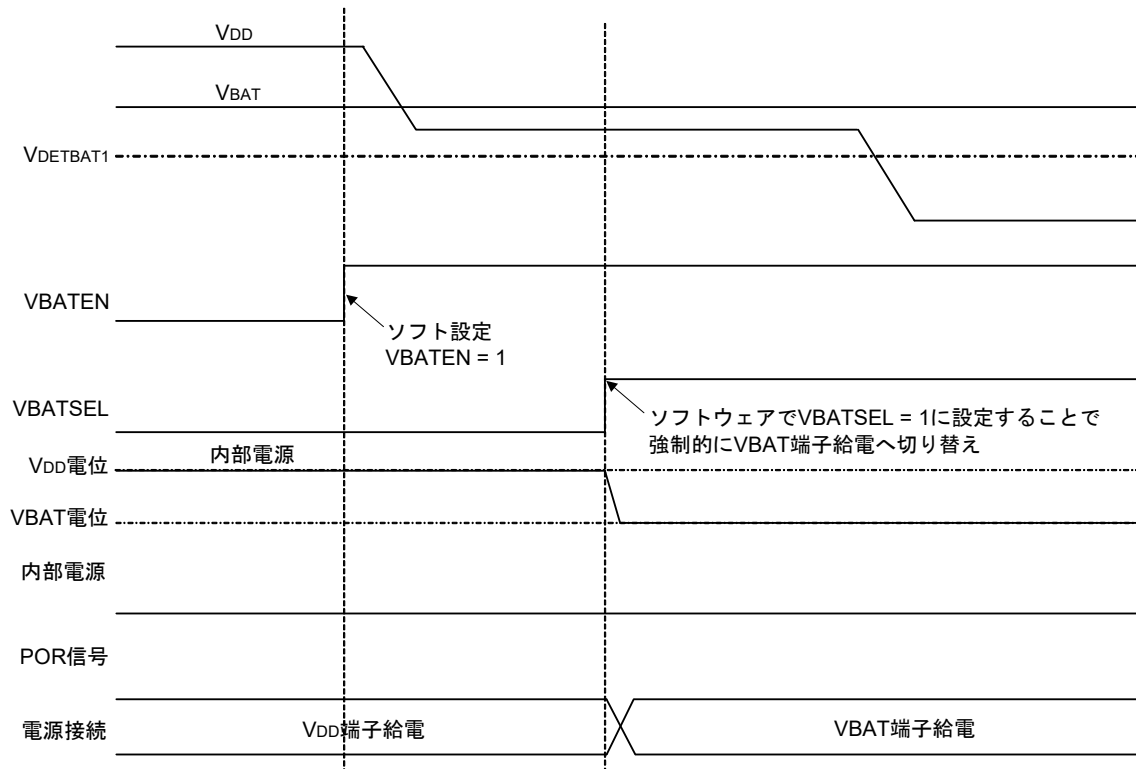 VDD
VBAT
VDETBAT1
VBATEN
ソフト設定
VBATEN = 1
VBATSEL
ソフトウェアでVBATSEL = 1に設定することで
強制的にVBAT端子給電へ切り替え
内部電源
VDD電位
VBAT電位
内部電源
POR信号
電源接続
VDD端子給電
VBAT端子給電